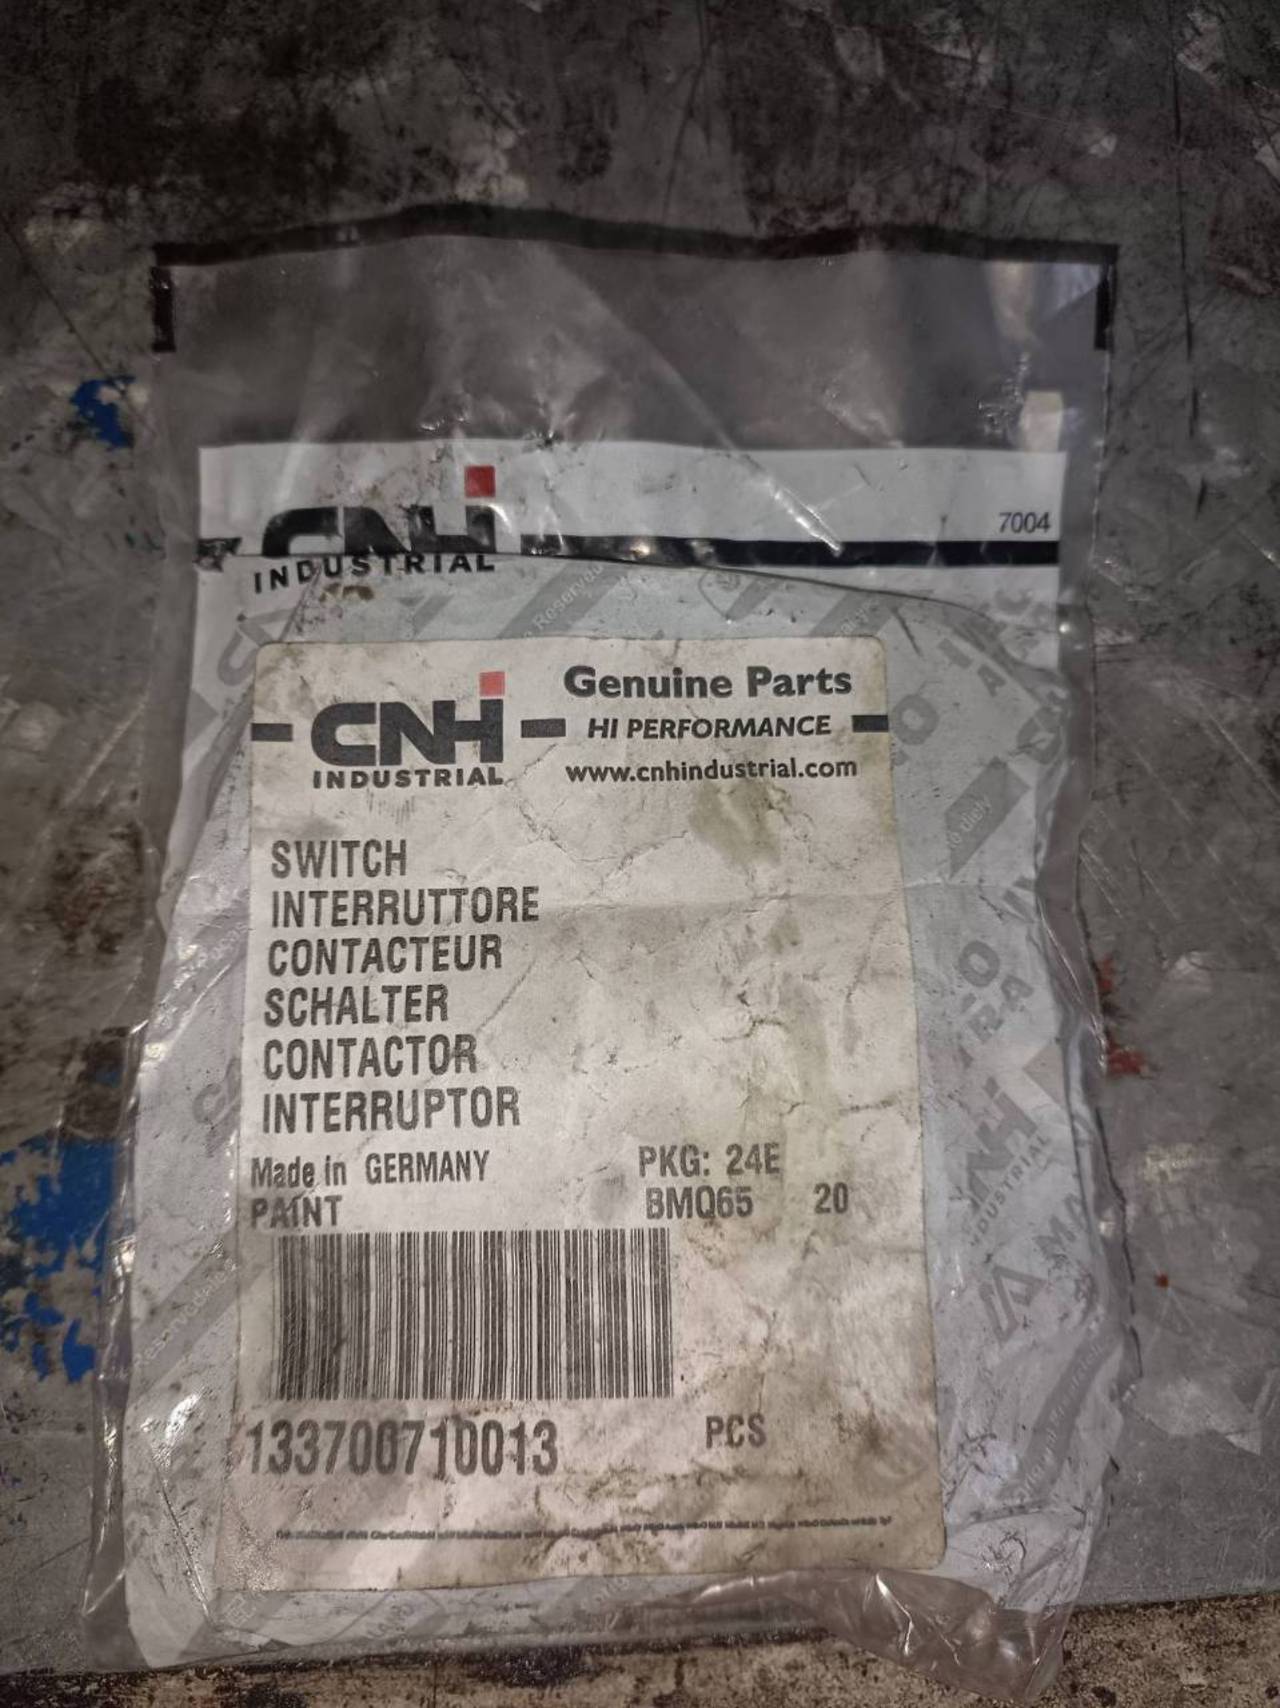 7004
CNH
INDUSTRIAL
CNH
INDUSTRIAL
Genuine Parts
HI PERFORMANCE
www.cnhindustrial.com
SWITCH
INTERRUTTORE
CONTACTEUR
SCHALTER
CONTACTOR
INTERRUPTOR
Made in GERMANY PKG: 24E
PAINT BMQ65 20
133700710013 PCS